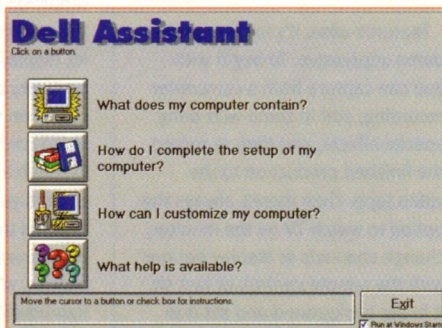 Dell Assistant
Click on a button.
What does my computer contain?
How do I complete the setup of my
computer?
How can I customize my computer?
What help is available?
Move the cursor to a button or check box for instructions.
Exit
Run at Windows Start